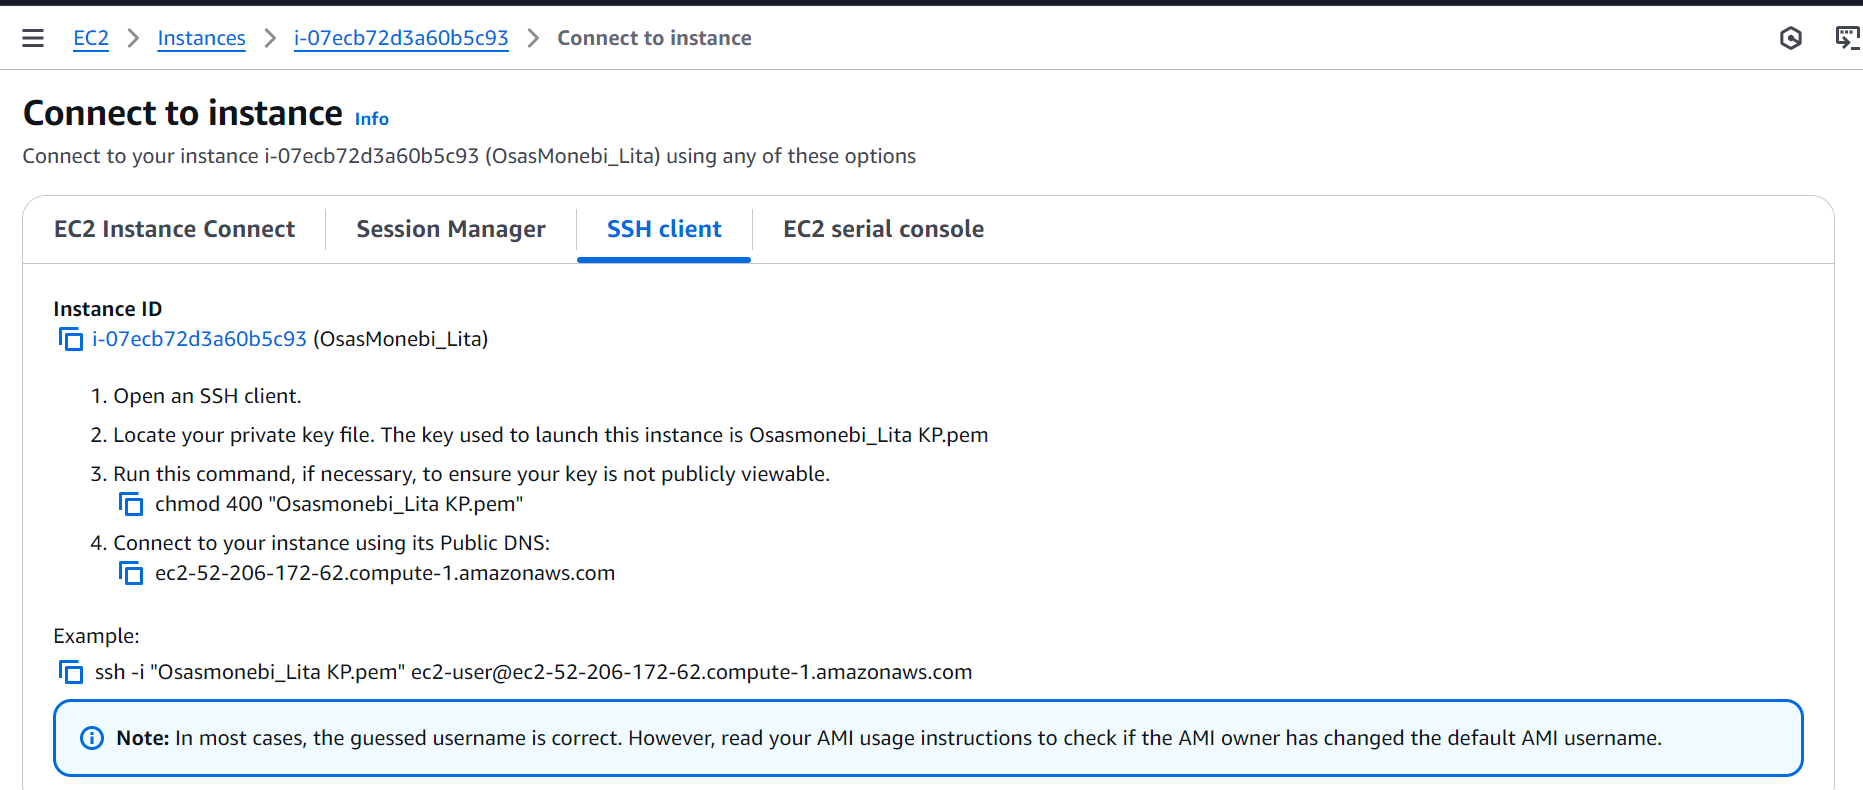 EC2 > Instances > i-07ecb72d3a60b5c93 > Connect to instance
Connect to instance Info
Connect to your instance i-07ecb72d3a60b5c93 (OsasMonebi_Lita) using any of these options
EC2 Instance Connect Session Manager SSH client EC2 serial console
Instance ID
i-07ecb72d3a60b5c93 (OsasMonebi_Lita)
1. Open an SSH client.
2. Locate your private key file. The key used to launch this instance is Osasmonebi_Lita KP.pem
3. Run this command, if necessary, to ensure your key is not publicly viewable.
chmod 400 "Osasmonebi_Lita KP.pem"
4. Connect to your instance using its Public DNS:
ec2-52-206-172-62.compute-1.amazonaws.com
Example:
ssh -i "Osasmonebi_Lita KP.pem" ec2-user@ec2-52-206-172-62.compute-1.amazonaws.com
Note: In most cases, the guessed username is correct. However, read your AMI usage instructions to check if the AMI owner has changed the default AMI username.